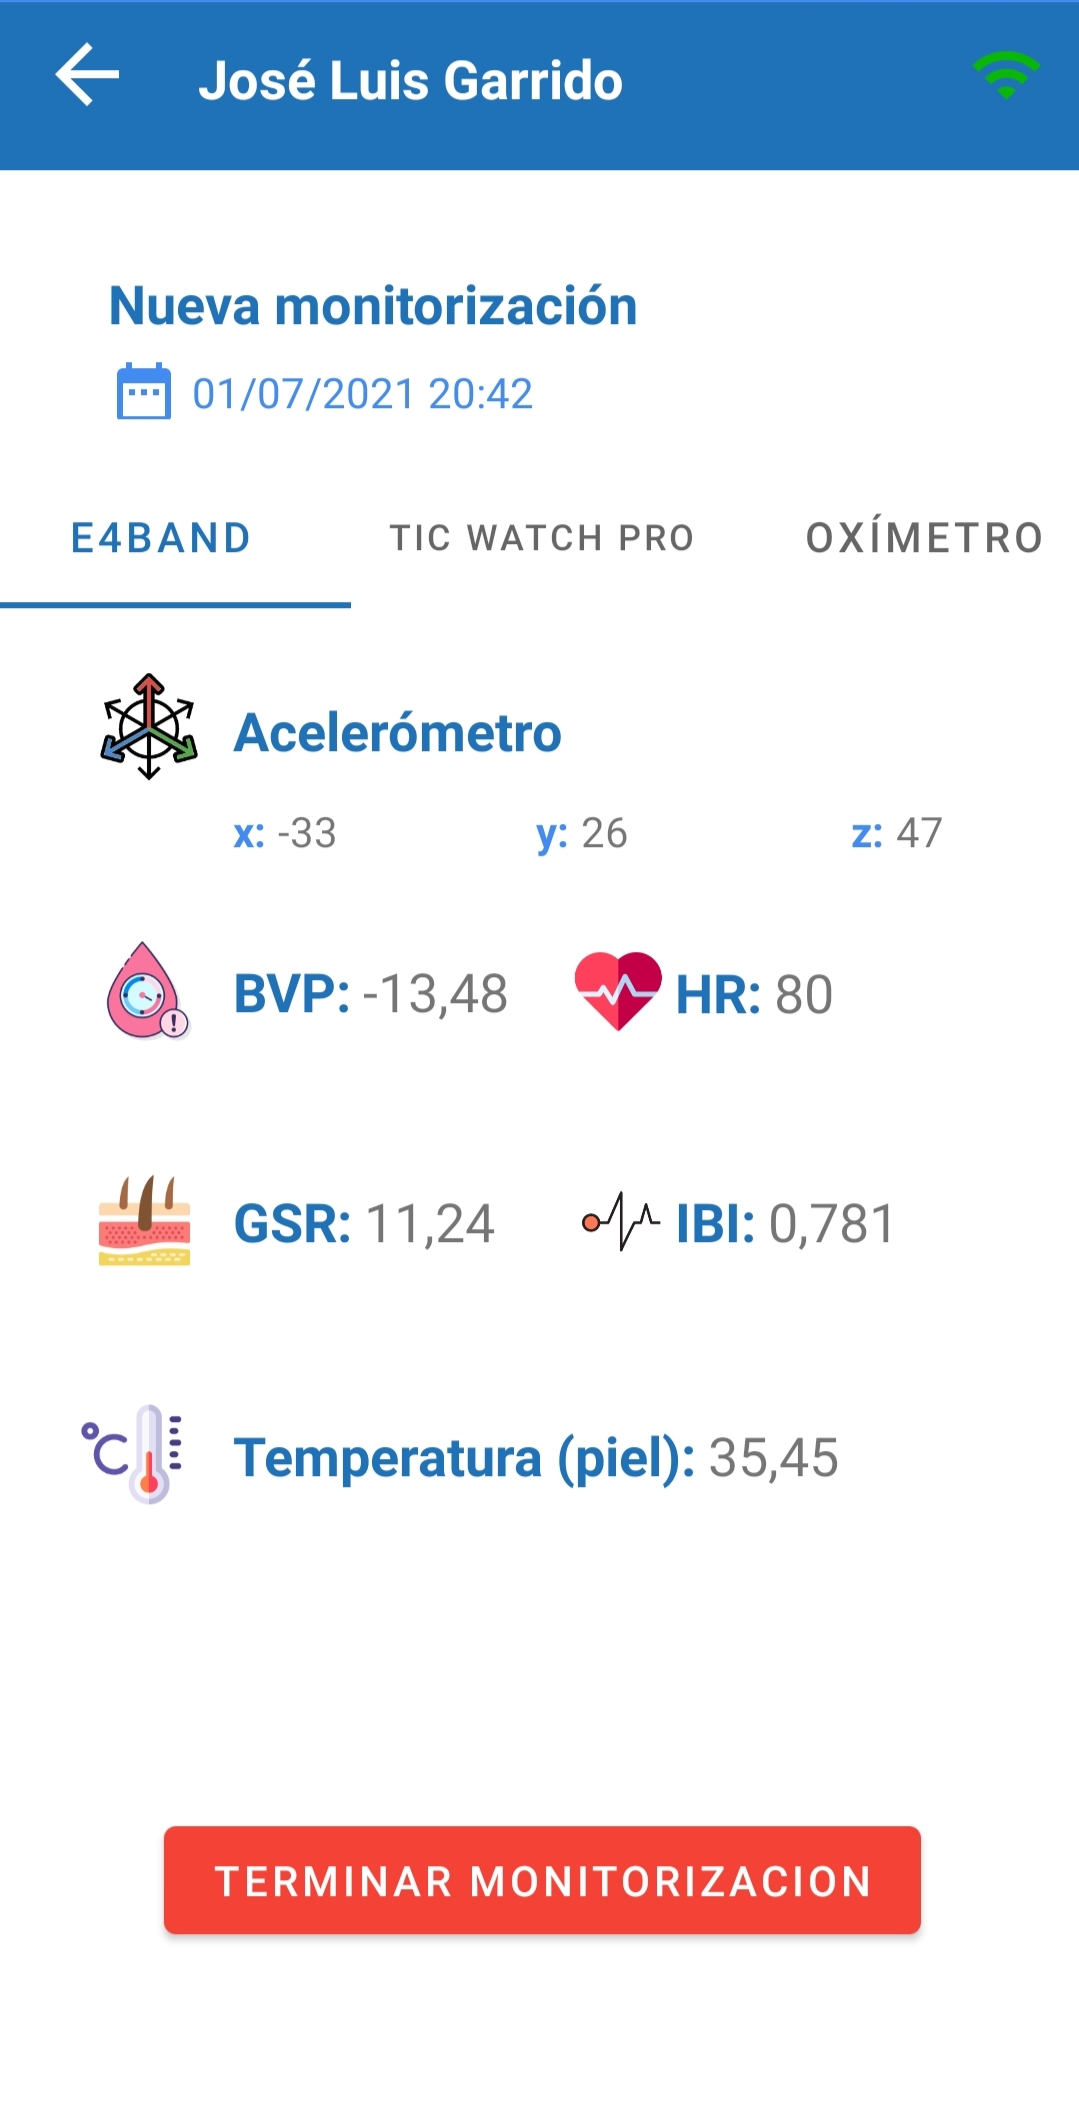 José Luis Garrido
Nueva monitorización
01/07/2021 20:42
E4BAND TIC WATCH PRO OXÍMETRO
Acelerómetro
x: -33 y: 26 z: 47
BVP: -13,48 HR: 80
GSR: 11,24 IBI: 0,781
°C Temperatura (piel): 35,45
TERMINAR MONITORIZACION